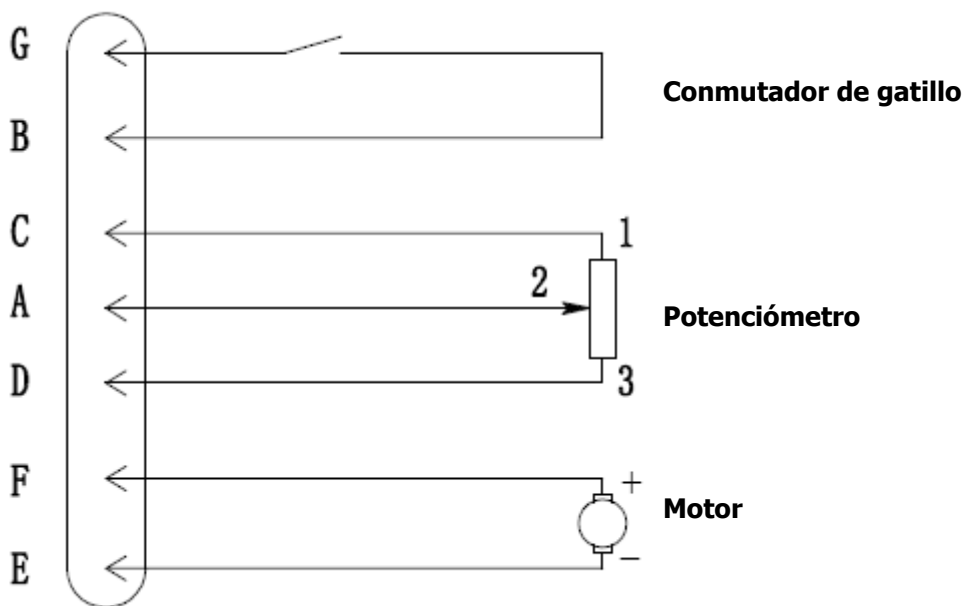 G
Conmutador de gatillo
B
C
1
2
A
Potenciómetro
D
3
F
+
Motor
E
−